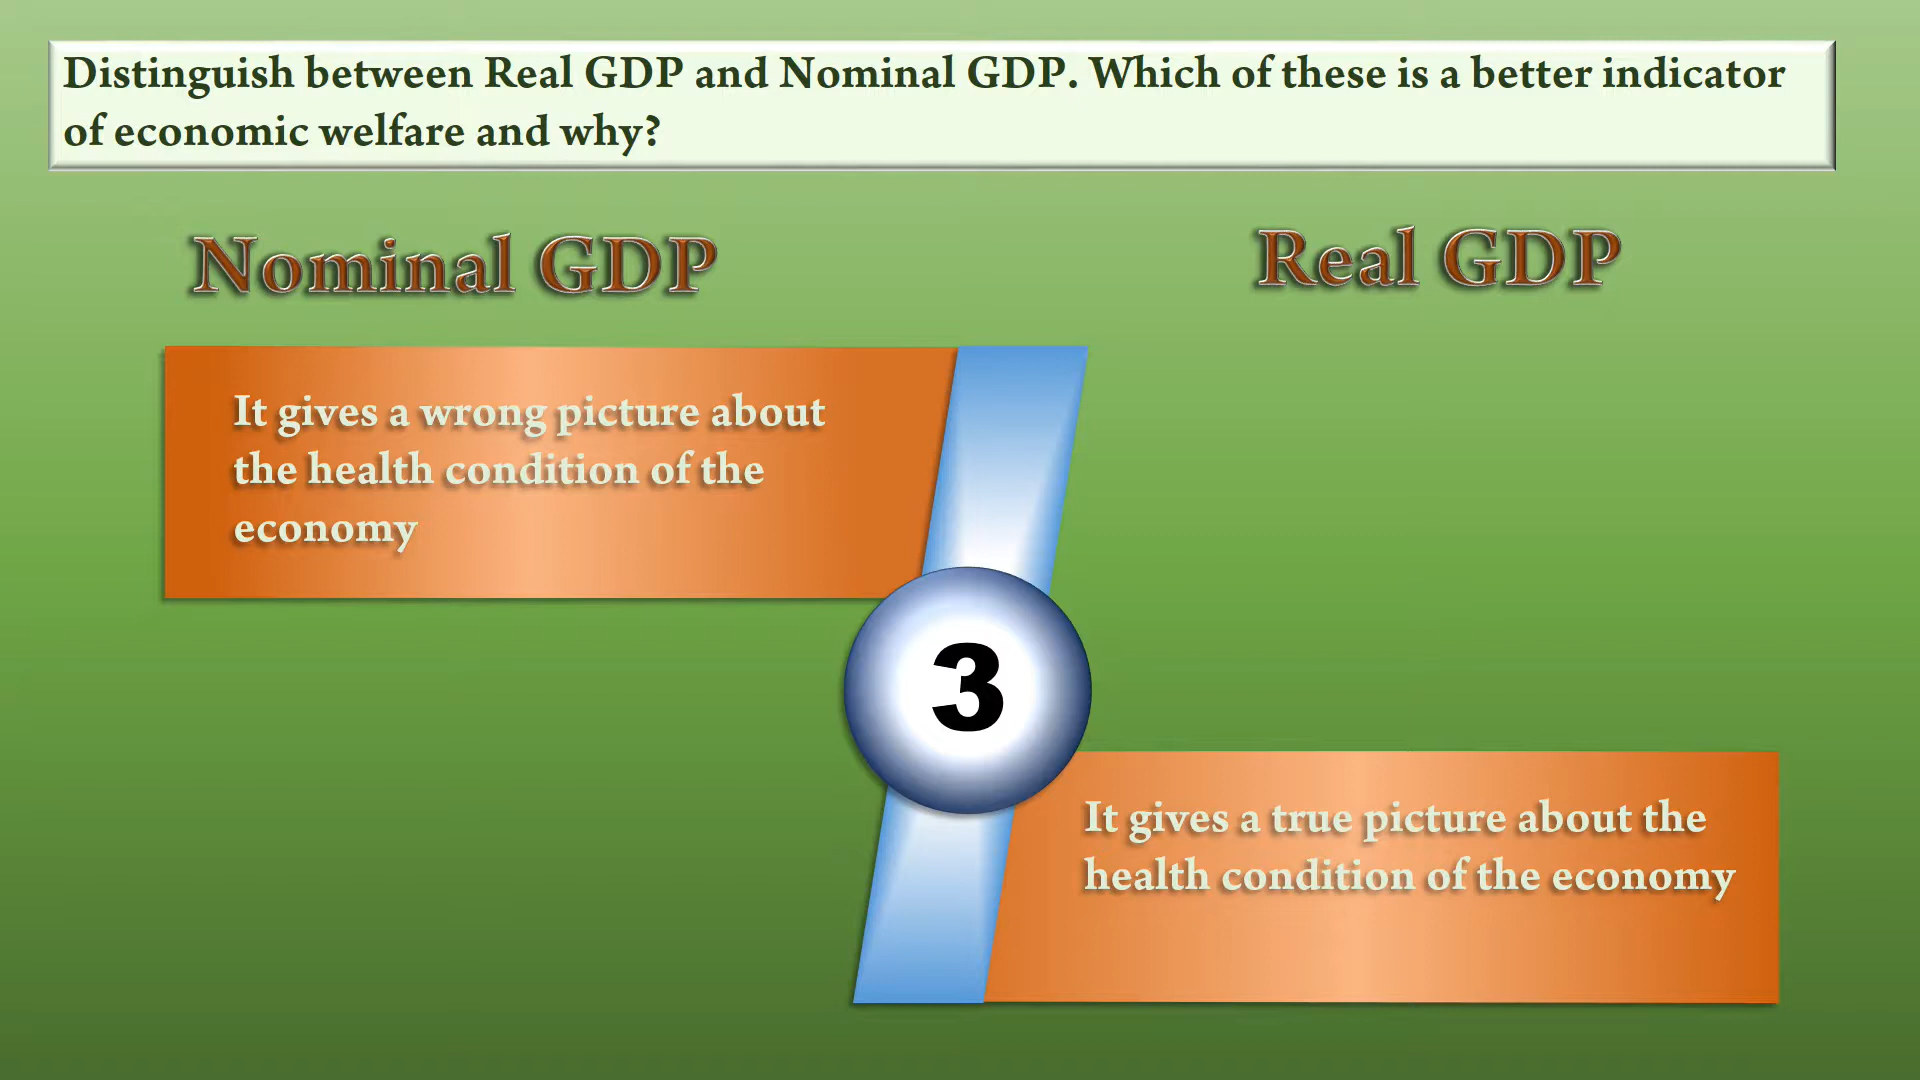 Distinguish between Real GDP and Nominal GDP. Which of these is a better indicator
of economic welfare and why?
Nominal GDP
Real GDP
It gives a wrong picture about
the health condition of the
economy
3
It gives a true picture about the
health condition of the economy